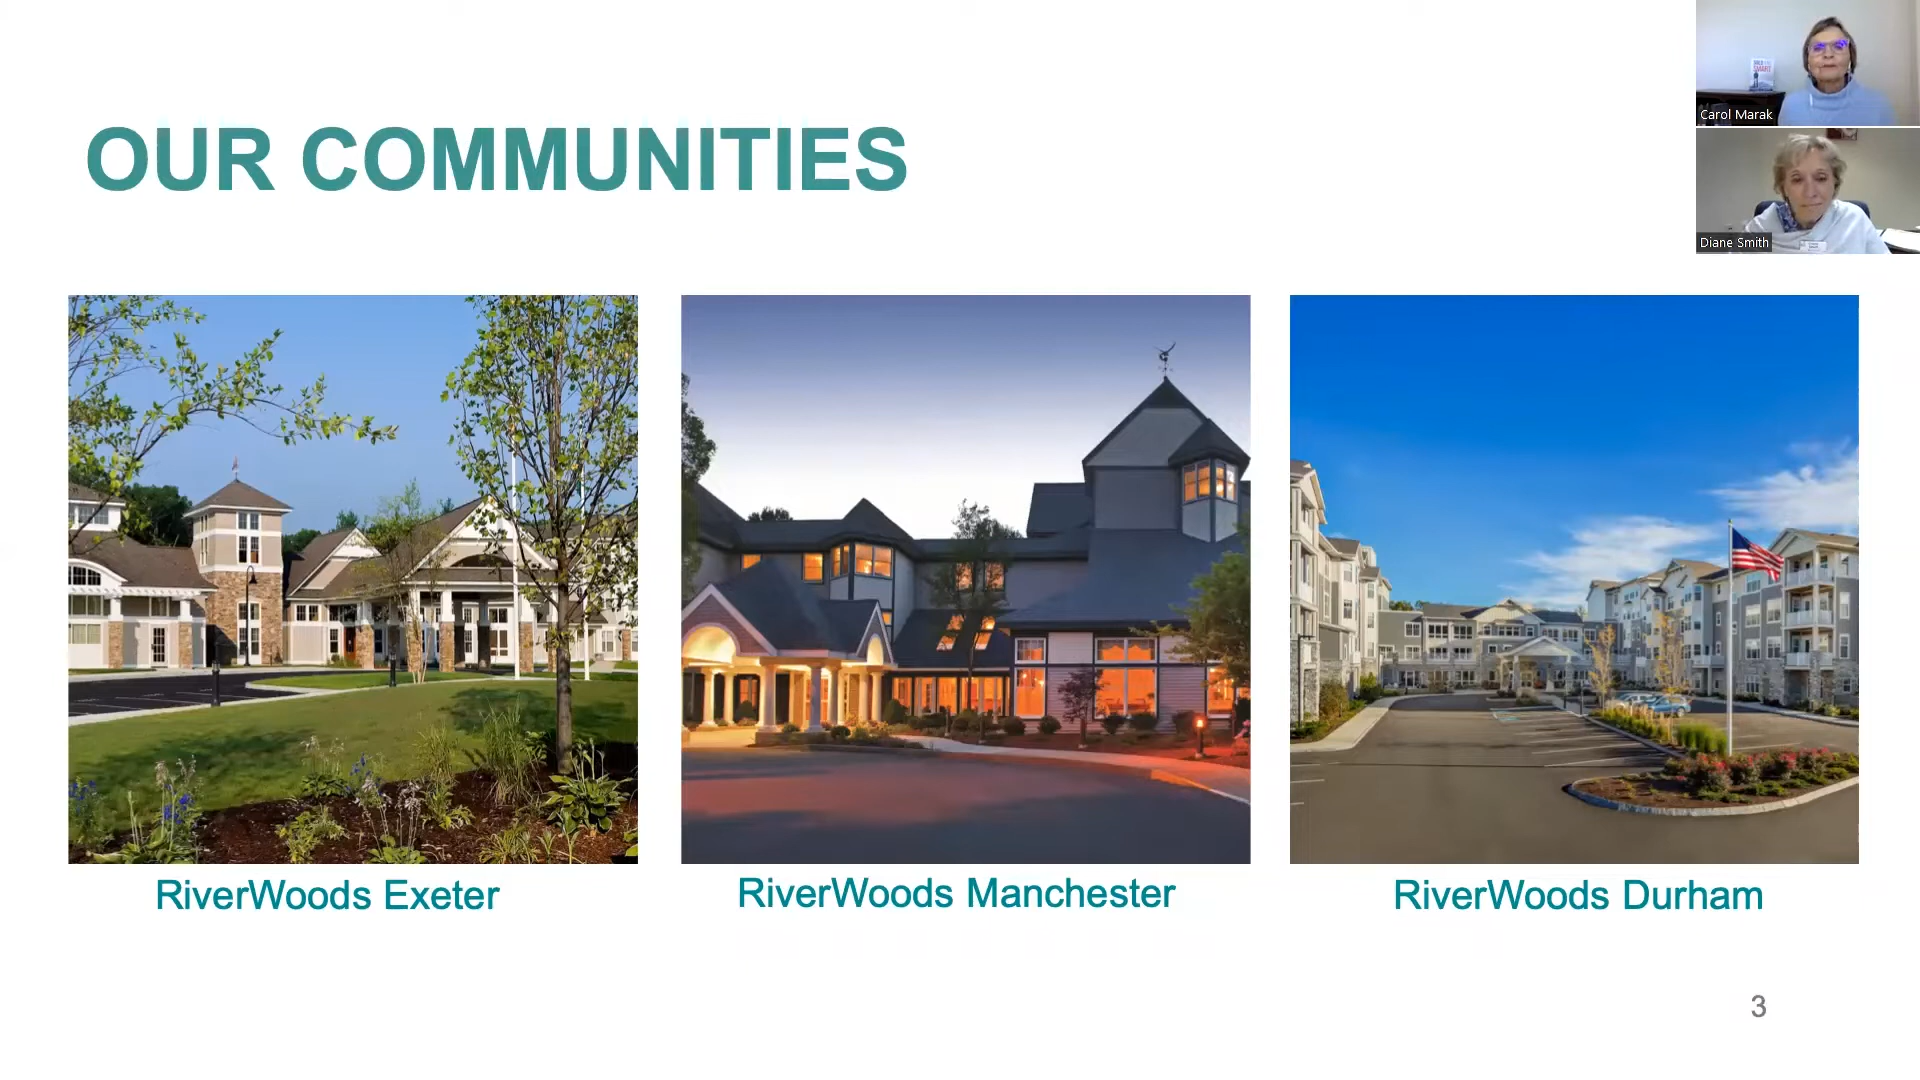 OUR COMMUNITIES
Carol Marak
Diane Smith
RiverWoods Exeter
RiverWoods Manchester
RiverWoods Durham
3